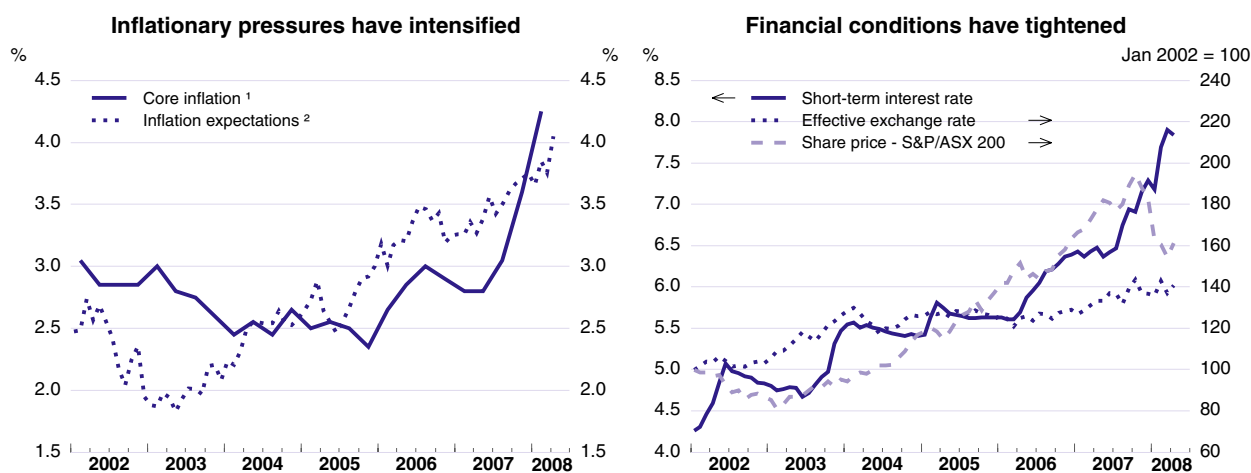 Inflationary pressures have intensified
% %
4.5 4.5
Core inflation ¹
Inflation expectations ²
4.0 4.0
3.5 3.5
3.0 3.0
2.5 2.5
2.0 2.0
1.5 1.5
2002 2003 2004 2005 2006 2007 2008
Financial conditions have tightened
% Jan 2002 = 100
8.5 240
Short-term interest rate
8.0 Effective exchange rate 220
Share price - S&P/ASX 200
7.5 200
7.0 180
6.5 160
6.0 140
5.5 120
5.0 100
4.5 80
4.0 60
2002 2003 2004 2005 2006 2007 2008